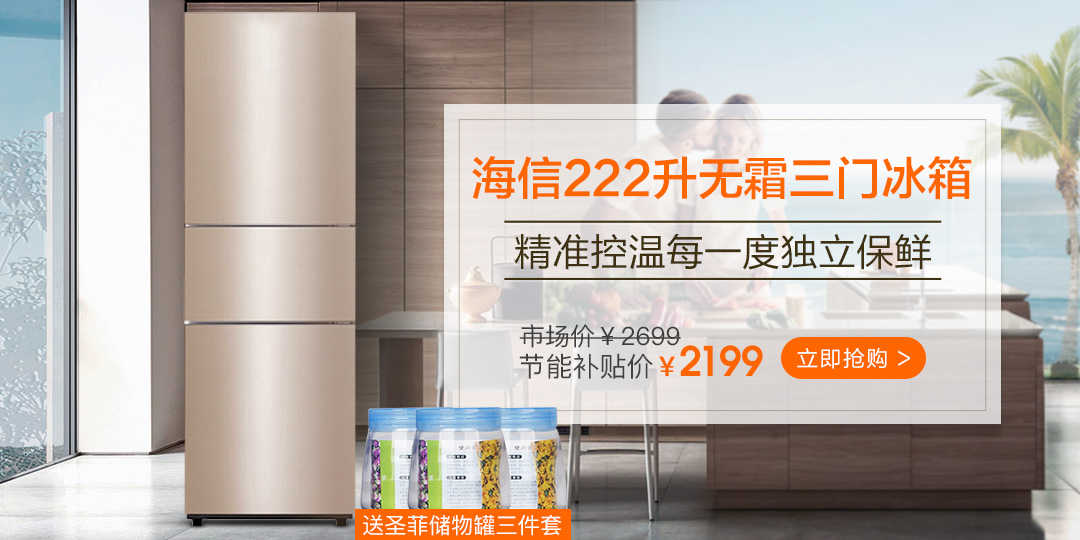 海信222升无霜三门冰箱
精准控温每一度独立保鲜
市场价￥2699
节能补贴价￥2199
立即抢购 >
送圣菲储物罐三件套